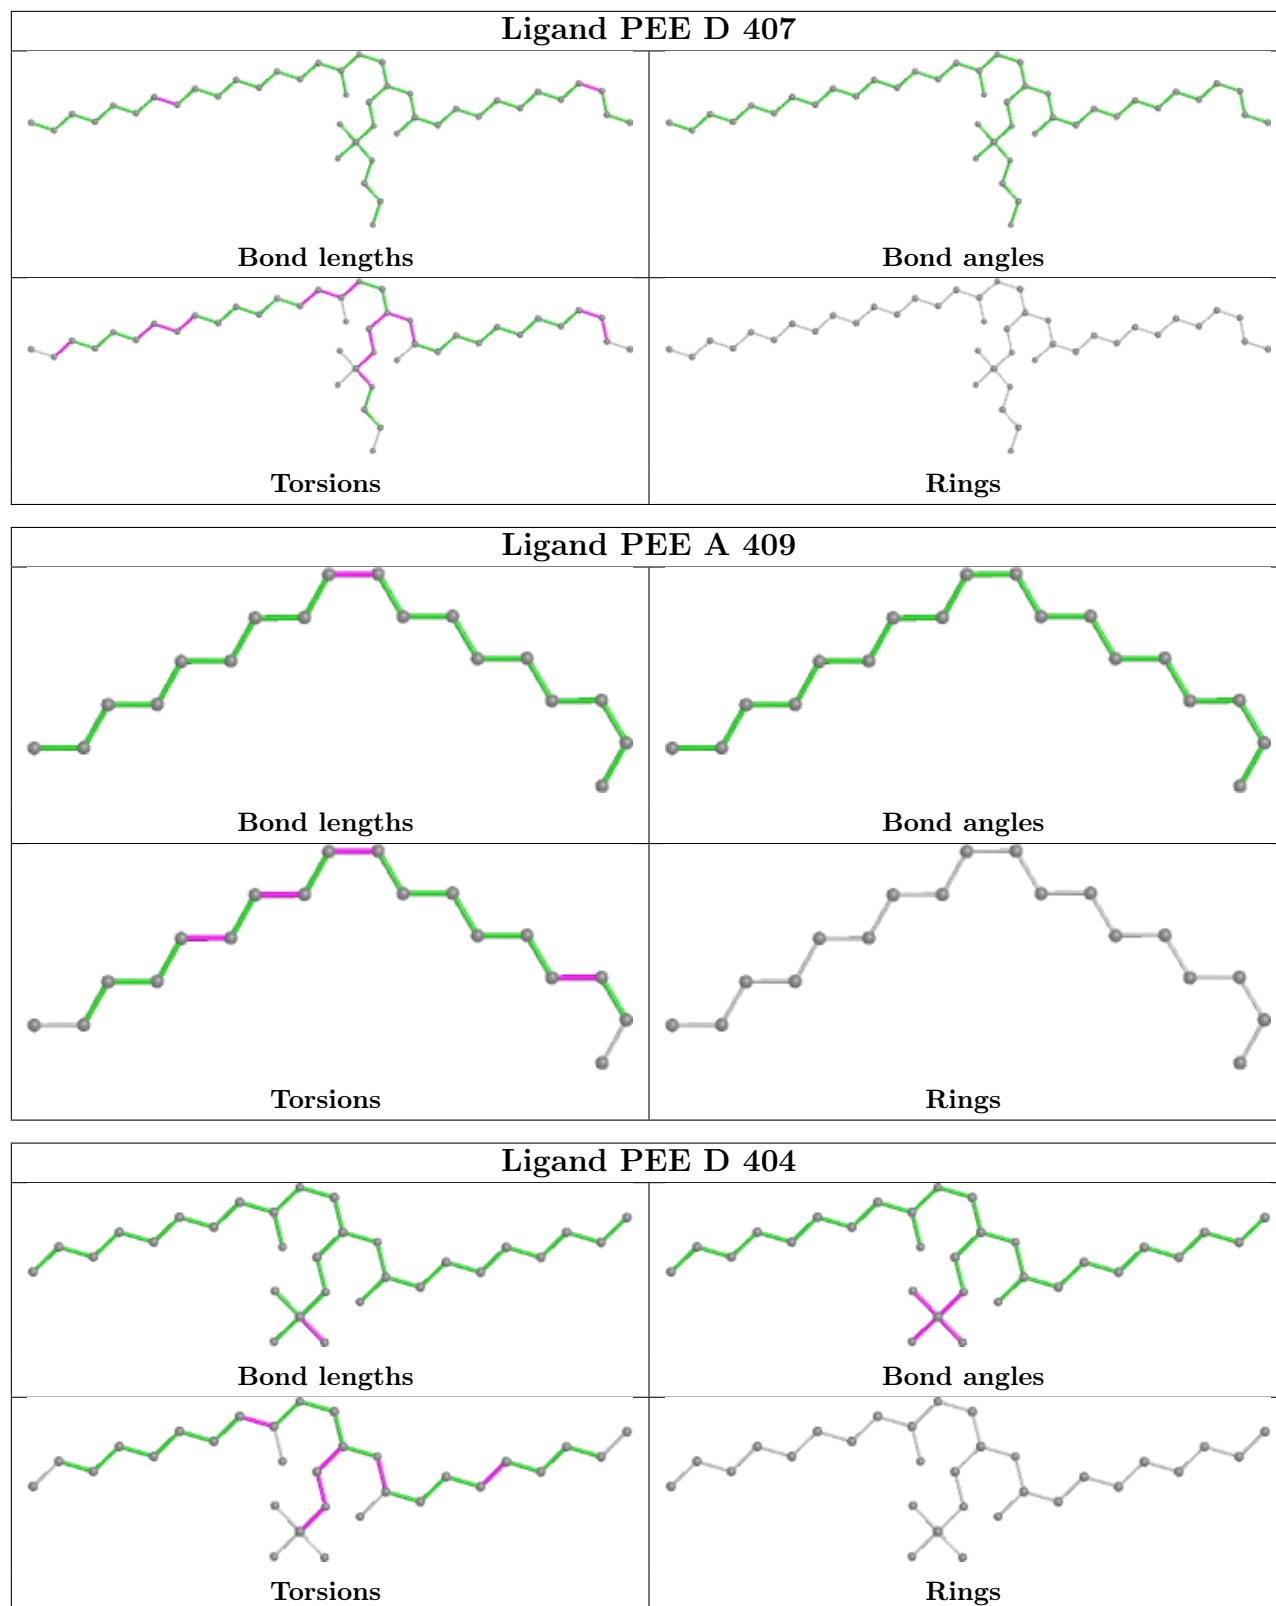 Ligand PEE D 407
Bond lengths
Bond angles
Torsions
Rings
Ligand PEE A 409
Bond lengths
Bond angles
Torsions
Rings
Ligand PEE D 404
Bond lengths
Bond angles
Torsions
Rings